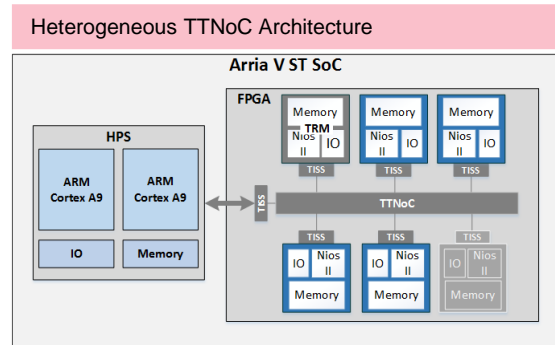 Heterogeneous TTNoC Architecture
Arria V ST SoC
FPGA
HPS
ARM
Cortex A9
ARM
Cortex A9
IO
Memory
Memory
TRM
Nios
II
IO
TISS
Memory
Nios
II
IO
TISS
Memory
Nios
II
IO
TISS
TISS
TTNoC
TISS
IO
Nios
II
Memory
TISS
IO
Nios
II
Memory
TISS
IO
Nios
II
Memory